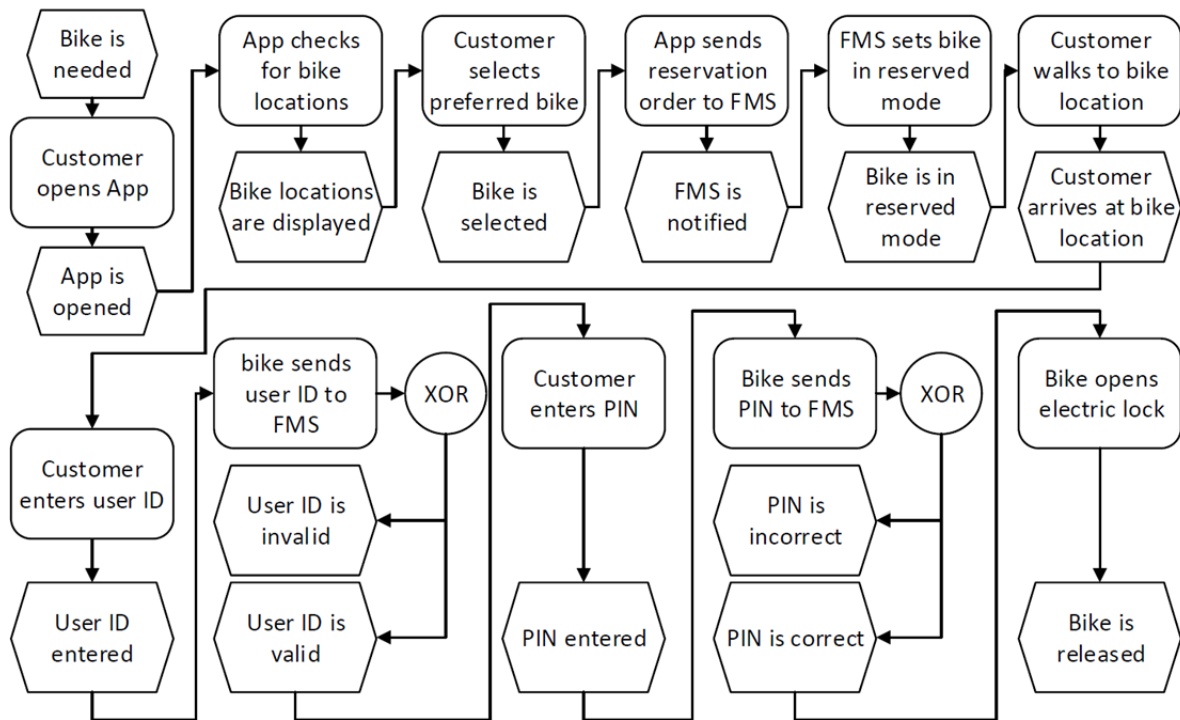 Bike is
needed
Customer
opens App
App is
opened
App checks
for bike
locations
Bike locations
are displayed
Customer
selects
preferred bike
Bike is
selected
App sends
reservation
order to FMS
FMS is
notified
FMS sets bike
in reserved
mode
Bike is in
reserved
mode
Customer
walks to bike
location
Customer
arrives at bike
location
Customer
enters user ID
User ID
entered
bike sends
user ID to
FMS
XOR
User ID is
invalid
User ID is
valid
Customer
enters PIN
PIN entered
Bike sends
PIN to FMS
XOR
PIN is
incorrect
PIN is correct
Bike opens
electric lock
Bike is
released